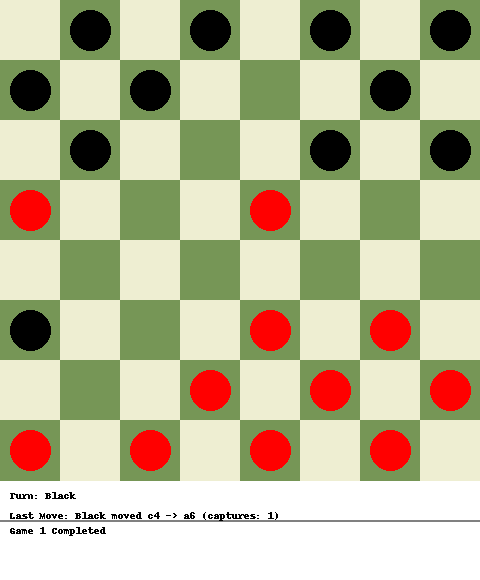 Turn: Black
Last Move: Black moved c4 -> a6 (captures: 1)
Game 1 Completed